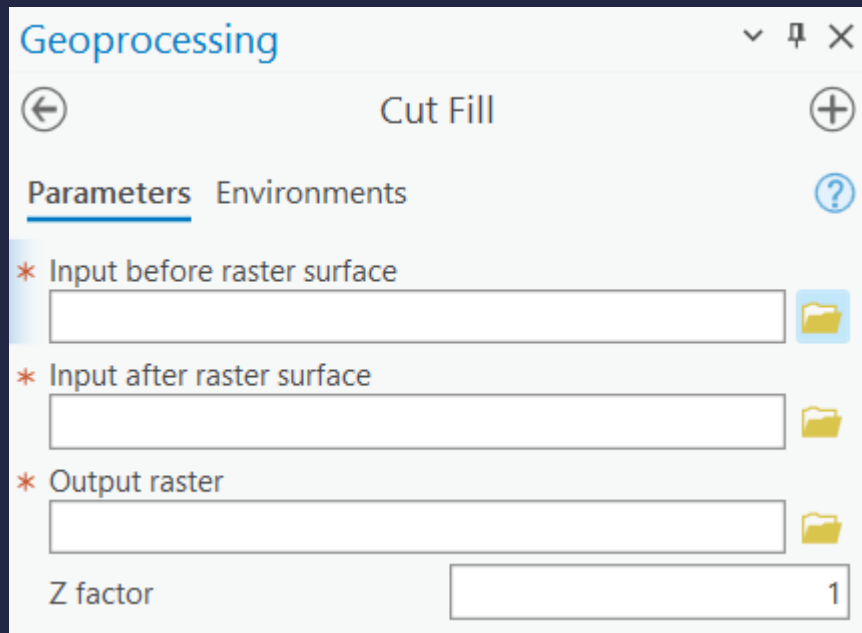 Geoprocessing
Cut Fill
Parameters Environments
* Input before raster surface
* Input after raster surface
* Output raster
Z factor 1